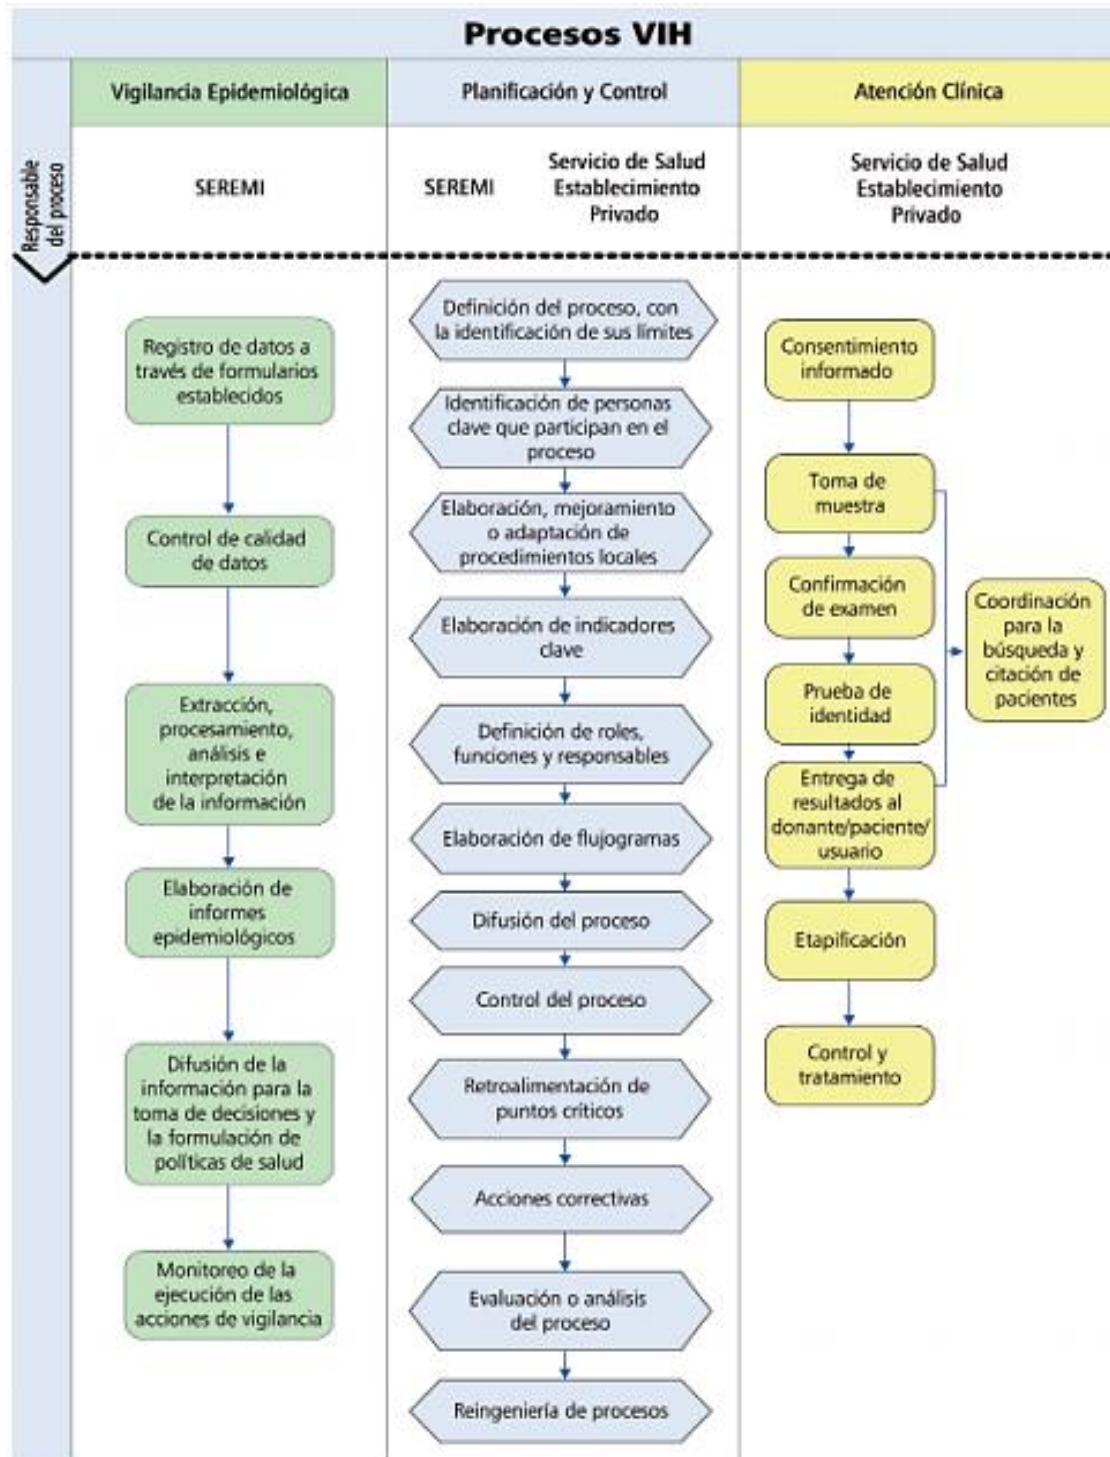 Procesos VIH
Vigilancia Epidemiológica
Planificación y Control
Atención Clínica
Responsable
del proceso
SEREMI
SEREMI
Servicio de Salud
Establecimiento
Privado
Servicio de Salud
Establecimiento
Privado
Registro de datos a
través de formularios
establecidos
Control de calidad
de datos
Extracción,
procesamiento,
análisis e
interpretación
de la información
Elaboración de
informes
epidemiológicos
Difusión de la
información para la
toma de decisiones y
la formulación de
políticas de salud
Monitoreo de la
ejecución de las
acciones de vigilancia
Definición del proceso, con
la identificación de sus límites
Identificación de personas
clave que participan en el
proceso
Elaboración, mejoramiento
o adaptación de
procedimientos locales
Elaboración de indicadores
clave
Definición de roles,
funciones y responsables
Elaboración de flujogramas
Difusión del proceso
Control del proceso
Retroalimentación de
puntos críticos
Acciones correctivas
Evaluación o análisis
del proceso
Reingeniería de procesos
Consentimiento
informado
Toma de
muestra
Confirmación
de examen
Prueba de
identidad
Entrega de
resultados al
donante/paciente/
usuario
Etapificación
Control y
tratamiento
Coordinación
para la
búsqueda y
citación de
pacientes